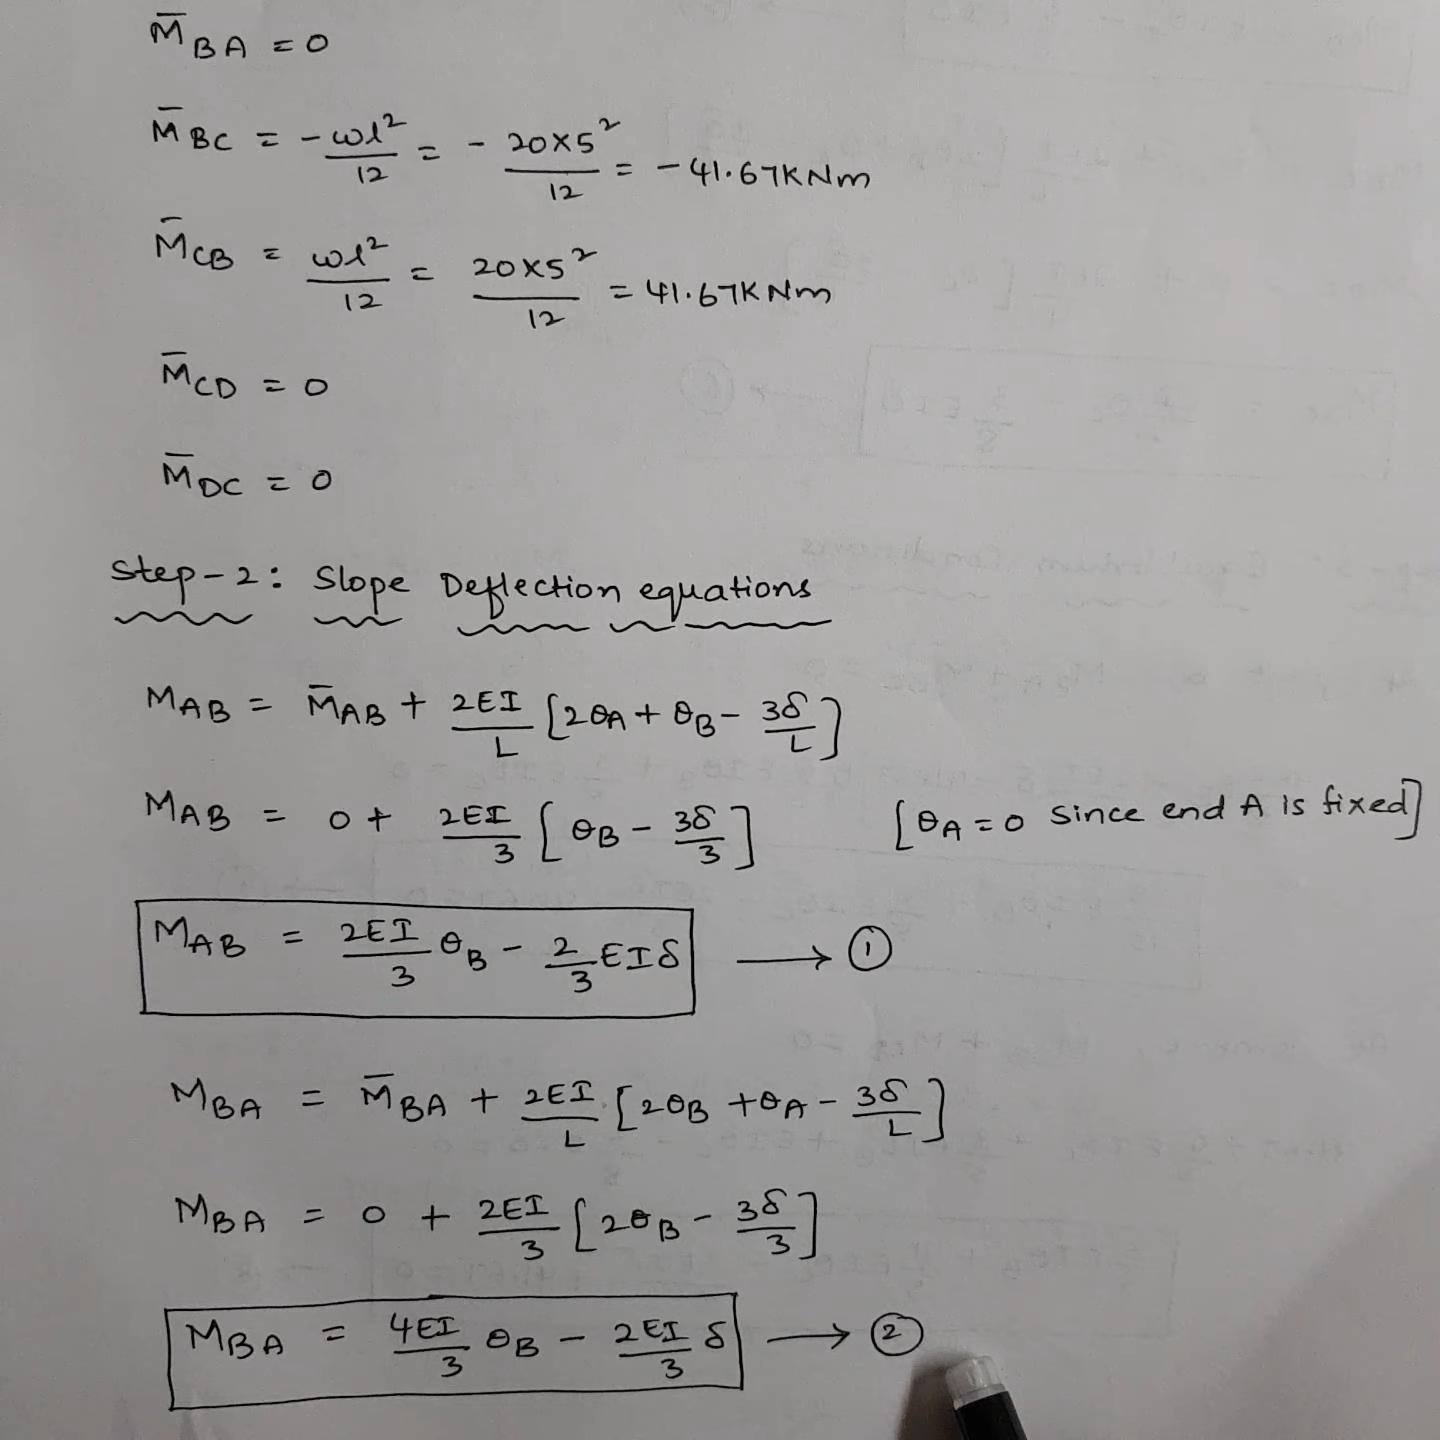 M̄BA = 0
M̄BC = -ωl²/12 = - 20×5²/12 = -41.67KNm
M̄CB = ωl²/12 = 20×5²/12 = 41.67KNm
M̄CD = 0
M̄DC = 0
Step-2: Slope Deflection equations
MAB = M̄AB + 2EI/L [2θA + θB - 3δ/L]
MAB = 0 + 2EI/3 [θB - 3δ/3] [θA = 0 since end A is fixed]
MAB = 2EI/3 θB - 2/3 EIδ → ①
MBA = M̄BA + 2EI/L [2θB + θA - 3δ/L]
MBA = 0 + 2EI/3 [2θB - 3δ/3]
MBA = 4EI/3 θB - 2EI/3 δ → ②